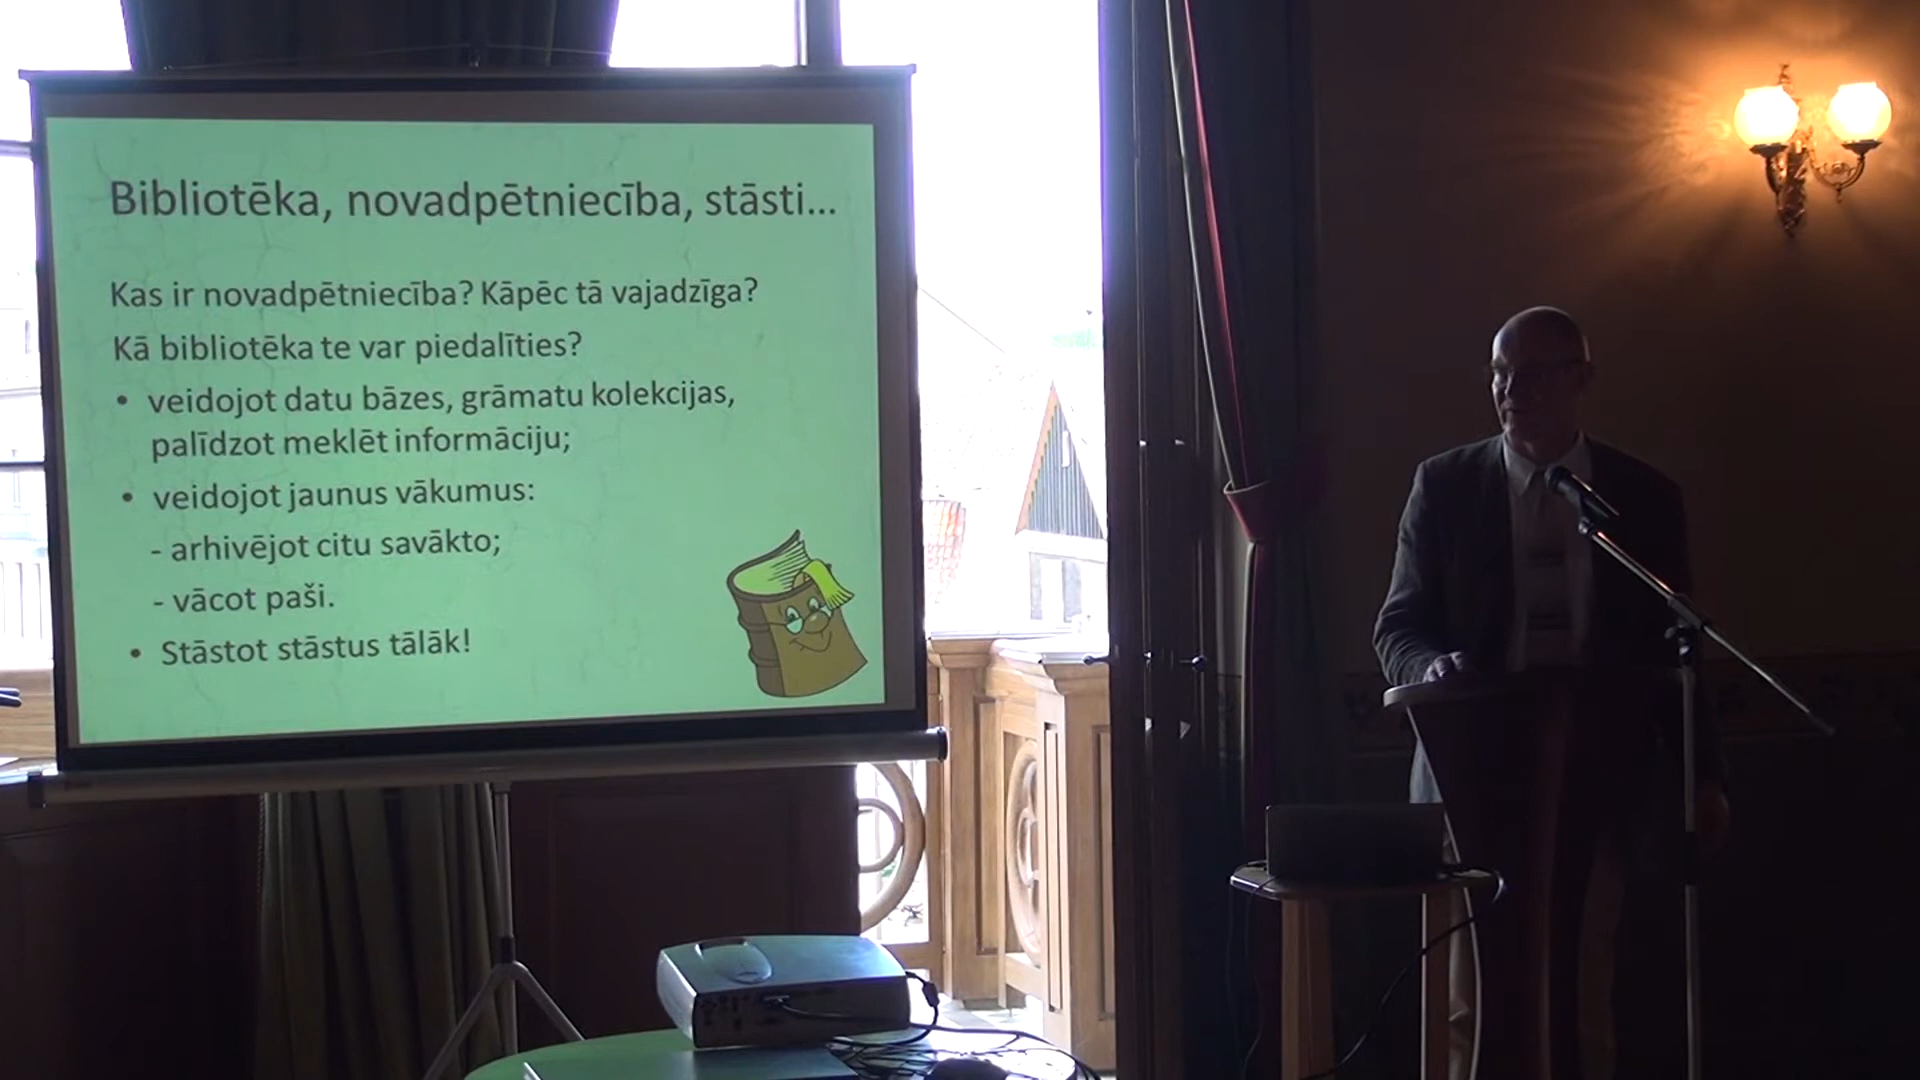 Bibliotēka, novadpētniecība, stāsti...
Kas ir novadpētniecība? Kāpēc tā vajadzīga?
Kā bibliotēka te var piedalīties?
• veidojot datu bāzes, grāmatu kolekcijas,
palīdzot meklēt informāciju;
• veidojot jaunus vākumus:
- arhivējot citu savākto;
- vācot paši.
• Stāstot stāstus tālāk!